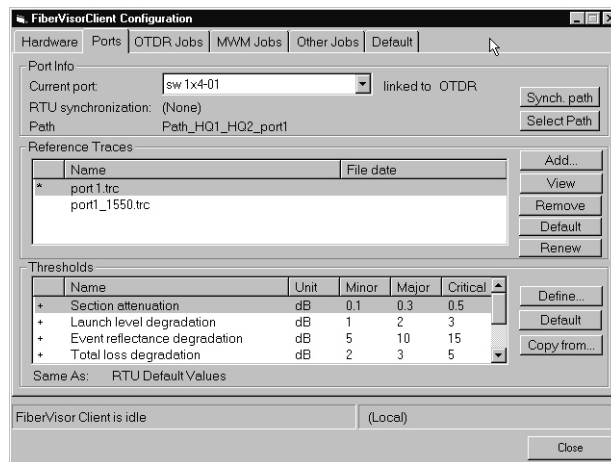 FiberVisorClient Configuration
Hardware Ports OTDR Jobs MWM Jobs Other Jobs Default
Port Info
Current port: sw 1x4-01 linked to OTDR
Synch. path
RTU synchronization: (None)
Select Path
Path Path_HQ1_HQ2_port1
Reference Traces
Name File date
* port 1.trc
port1_1550.trc
Add...
View
Remove
Default
Renew
Thresholds
Name Unit Minor Major Critical
+ Section attenuation dB 0.1 0.3 0.5
+ Launch level degradation dB 1 2 3
+ Event reflectance degradation dB 5 10 15
+ Total loss degradation dB 2 3 5
Define...
Default
Copy from...
Same As: RTU Default Values
FiberVisor Client is idle (Local)
Close